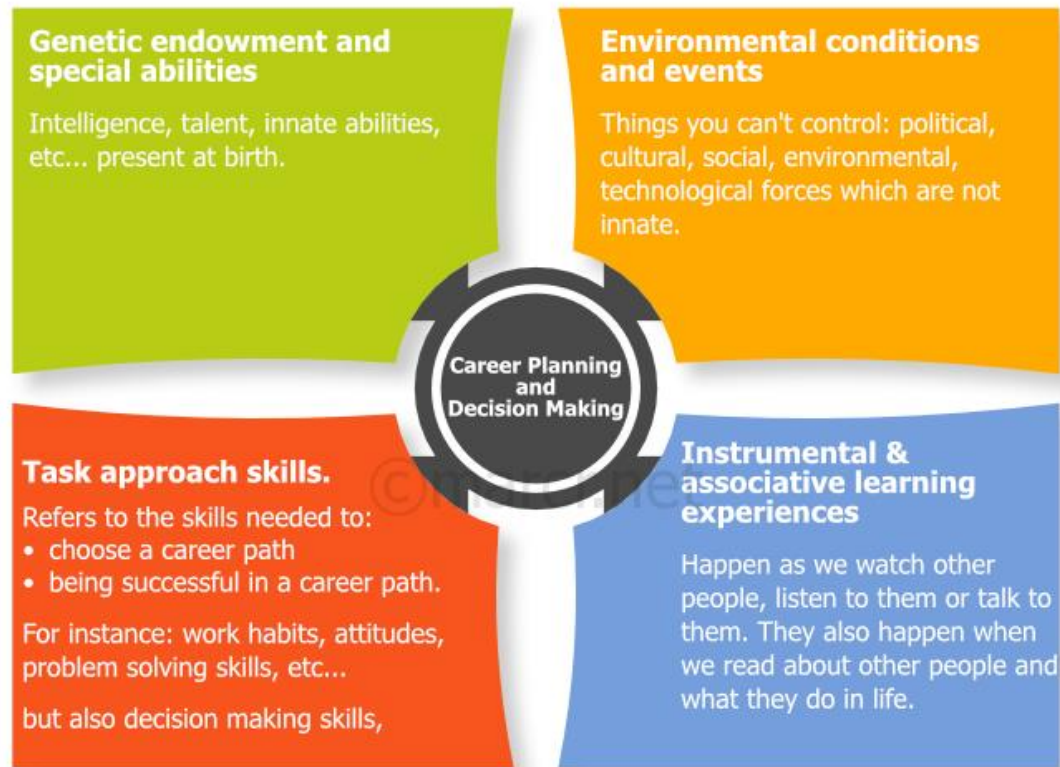 Genetic endowment and
special abilities
Intelligence, talent, innate abilities,
etc... present at birth.
Environmental conditions
and events
Things you can't control: political,
cultural, social, environmental,
technological forces which are not
innate.
Career Planning
and
Decision Making
Task approach skills.
Refers to the skills needed to:
• choose a career path
• being successful in a career path.
For instance: work habits, attitudes,
problem solving skills, etc...
but also decision making skills,
Instrumental &
associative learning
experiences
Happen as we watch other
people, listen to them or talk to
them. They also happen when
we read about other people and
what they do in life.